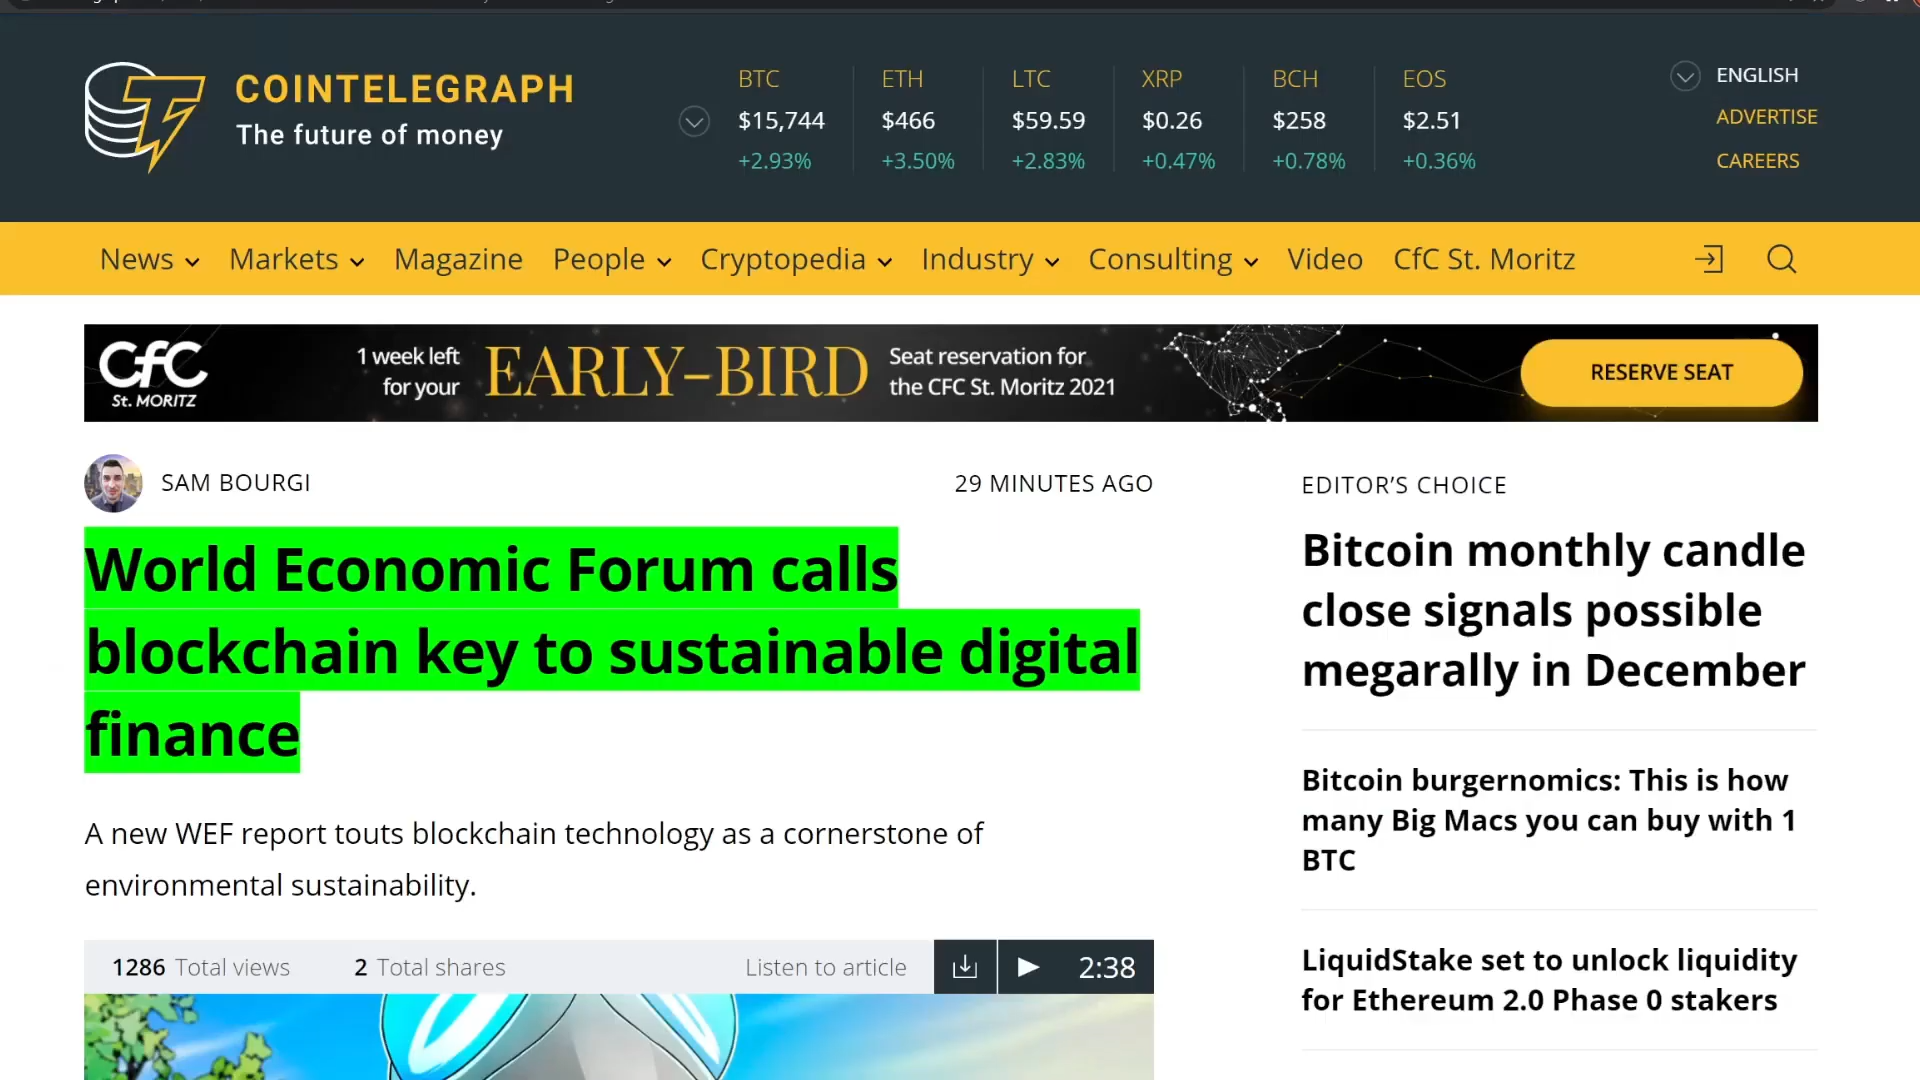 COINTELEGRAPH
The future of money
BTC
$15,744
+2.93%
ETH
$466
+3.50%
LTC
$59.59
+2.83%
XRP
$0.26
+0.47%
BCH
$258
+0.78%
EOS
$2.51
+0.36%
ENGLISH
ADVERTISE
CAREERS
News Markets Magazine People Cryptopedia Industry Consulting Video CfC St. Moritz
CfC
St. MORITZ
1 week left
for your
EARLY-BIRD
Seat reservation for
the CFC St. Moritz 2021
RESERVE SEAT
SAM BOURGI
29 MINUTES AGO
World Economic Forum calls
blockchain key to sustainable digital
finance
A new WEF report touts blockchain technology as a cornerstone of
environmental sustainability.
1286 Total views 2 Total shares Listen to article 2:38
EDITOR'S CHOICE
Bitcoin monthly candle
close signals possible
megarally in December
Bitcoin burgernomics: This is how
many Big Macs you can buy with 1
BTC
LiquidStake set to unlock liquidity
for Ethereum 2.0 Phase 0 stakers